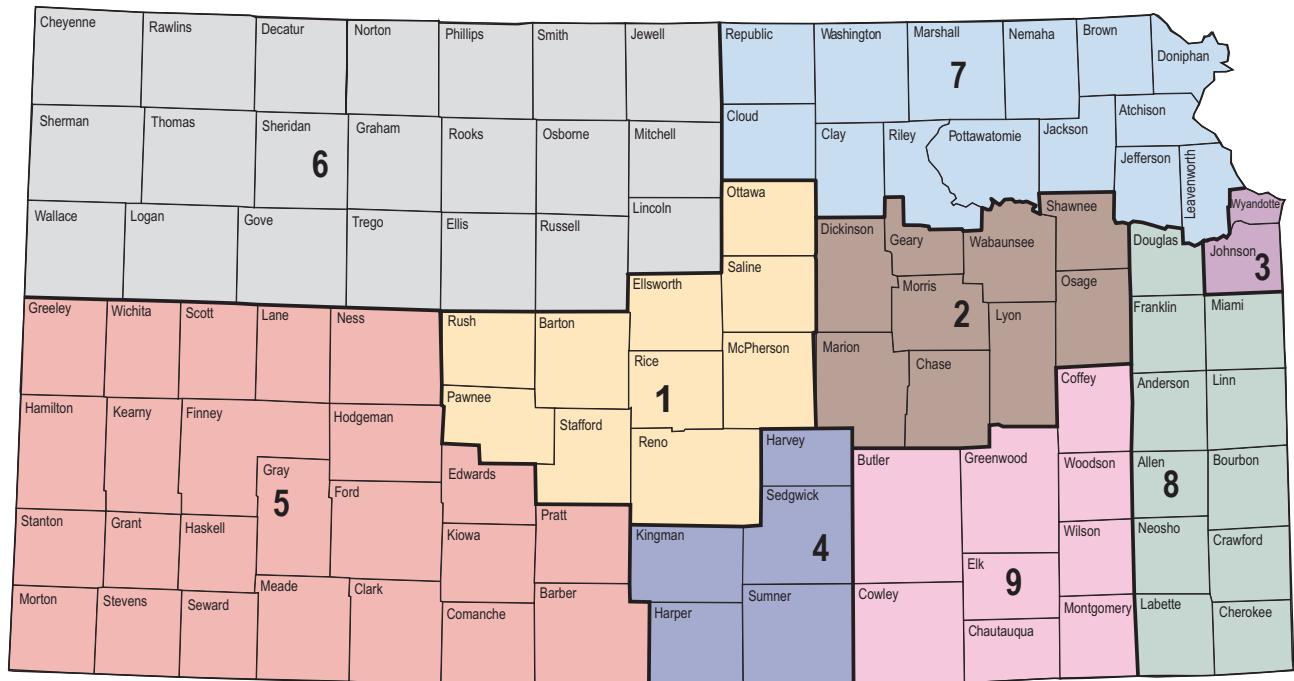 Cheyenne
Rawlins
Decatur
Norton
Phillips
Smith
Jewell
Republic
Washington
Marshall
Nemaha
Brown
Doniphan
7
Sherman
Thomas
Sheridan
Graham
Rooks
Osborne
Mitchell
Cloud
Clay
Riley
Pottawatomie
Jackson
Atchison
Jefferson
Leavenworth
6
Wallace
Logan
Gove
Trego
Ellis
Russell
Lincoln
Ottawa
Dickinson
Geary
Wabaunsee
Shawnee
Douglas
Wyandotte
Johnson
3
Saline
Ellsworth
Morris
2
Lyon
Osage
Franklin
Miami
Greeley
Wichita
Scott
Lane
Ness
Rush
Barton
Rice
1
McPherson
Marion
Chase
Coffey
Anderson
Linn
Hamilton
Kearny
Finney
Hodgeman
Pawnee
Stafford
Reno
Harvey
Butler
Greenwood
Woodson
Allen
8
Bourbon
Gray
5
Ford
Edwards
Sedgwick
Stanton
Grant
Haskell
Kiowa
Pratt
Kingman
4
Wilson
Neosho
Crawford
Elk
9
Morton
Stevens
Seward
Meade
Clark
Comanche
Barber
Harper
Sumner
Cowley
Chautauqua
Montgomery
Labette
Cherokee